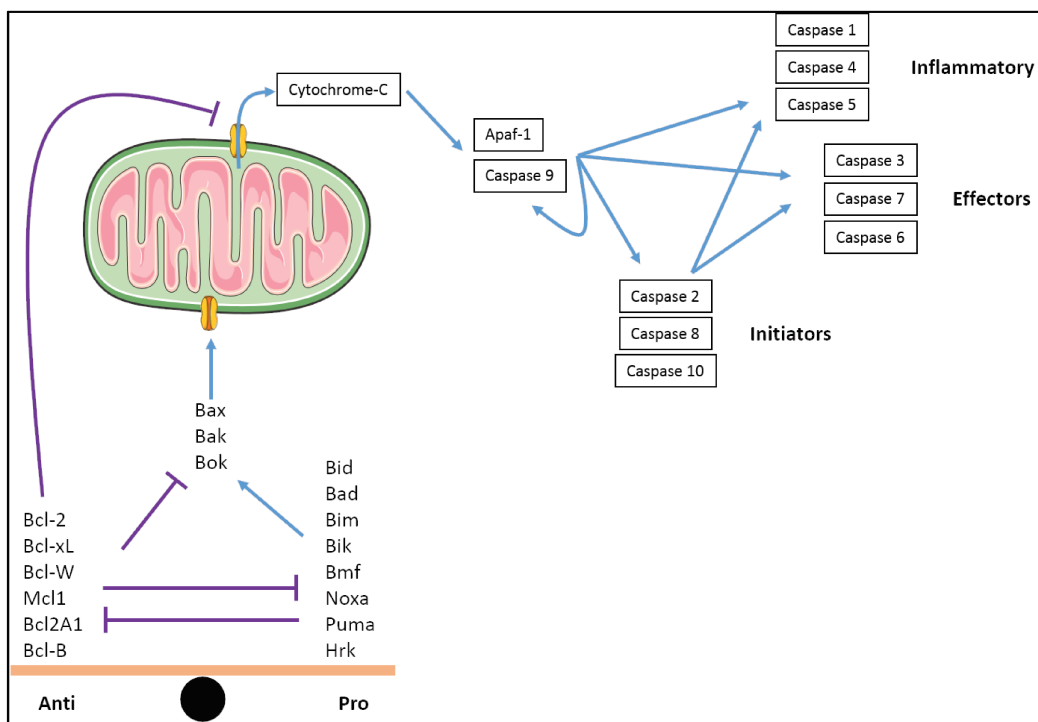 Cytochrome-C
Apaf-1
Caspase 9
Caspase 1
Caspase 4
Caspase 5
Inflammatory
Caspase 3
Caspase 7
Caspase 6
Effectors
Caspase 2
Caspase 8
Caspase 10
Initiators
Bax
Bak
Bok
Bcl-2
Bcl-xL
Bcl-W
Mcl1
Bcl2A1
Bcl-B
Bid
Bad
Bim
Bik
Bmf
Noxa
Puma
Hrk
Anti
Pro